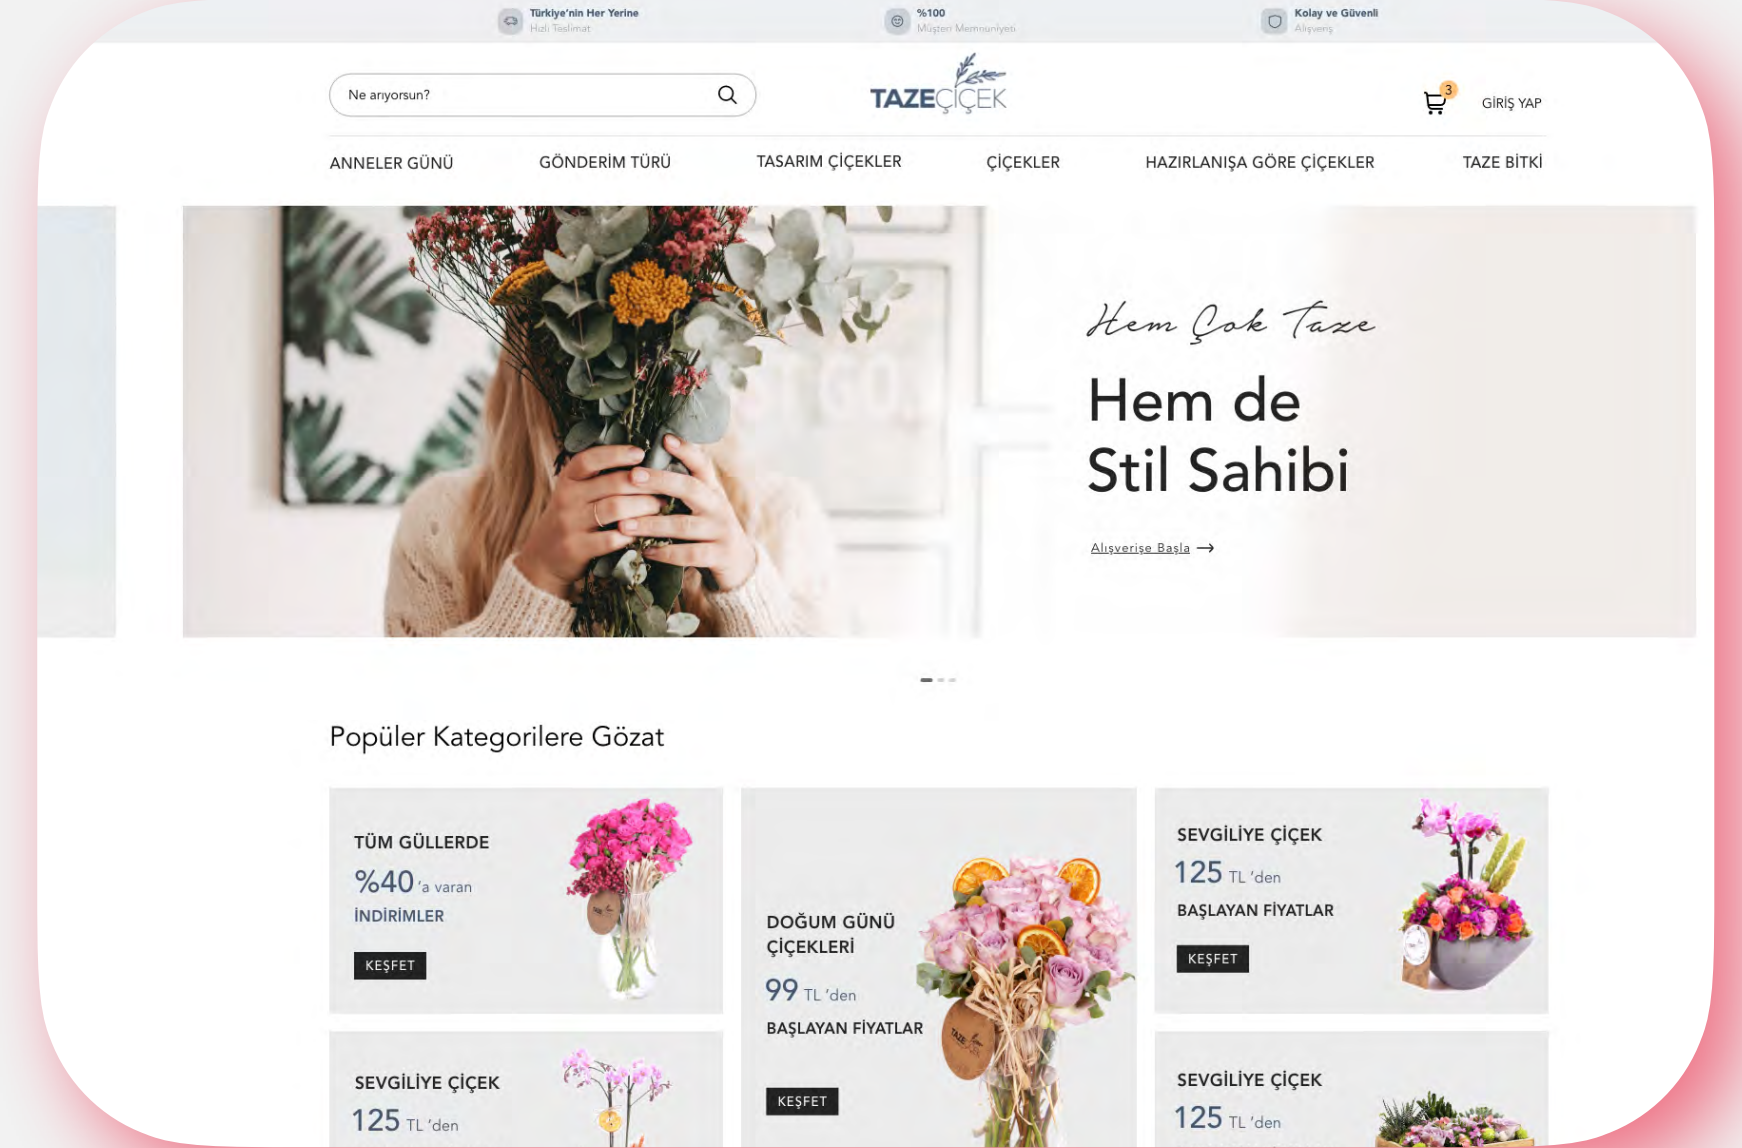 Türkiye'nin Her Yerine
Hızlı Teslimat
%100
Müşteri Memnuniyeti
Kolay ve Güvenli
Alışveriş
Ne arıyorsun?
TAZEÇİÇEK
3
GİRİŞ YAP
ANNELER GÜNÜ
GÖNDERİM TÜRÜ
TASARIM ÇİÇEKLER
ÇİÇEKLER
HAZIRLANIŞA GÖRE ÇİÇEKLER
TAZE BİTKİ
Hem Çok Taze
Hem de
Stil Sahibi
Alışverişe Başla
Popüler Kategorilere Gözat
TÜM GÜLLERDE
%40 'a varan
İNDİRİMLER
KEŞFET
DOĞUM GÜNÜ
ÇİÇEKLERİ
99 TL 'den
BAŞLAYAN FİYATLAR
KEŞFET
TAZEÇİÇEK
SEVGİLİYE ÇİÇEK
125 TL 'den
BAŞLAYAN FİYATLAR
KEŞFET
SEVGİLİYE ÇİÇEK
125 TL 'den
SEVGİLİYE ÇİÇEK
125 TL 'den